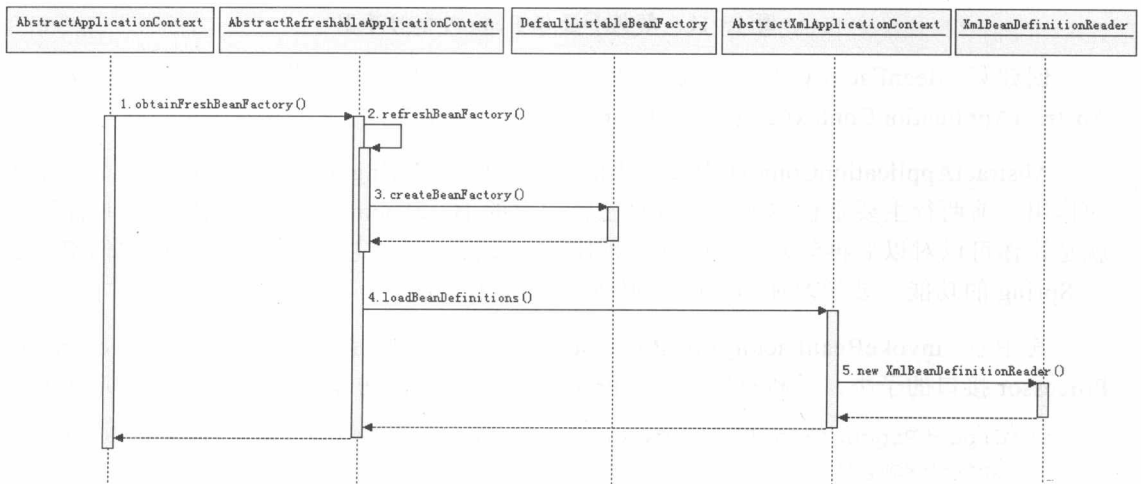 AbstractApplicationContext
AbstractRefreshableApplicationContext
DefaultListableBeanFactory
AbstractXmlApplicationContext
XmlBeanDefinitionReader
1.obtainFreshBeanFactory()
2.refreshBeanFactory()
3.createBeanFactory()
4.loadBeanDefinitions()
5.new XmlBeanDefinitionReader()